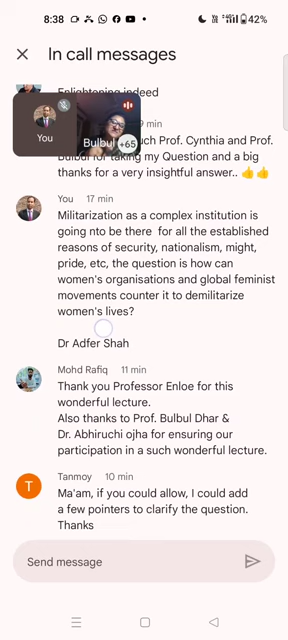 8:38
42%
In call messages
Enlightening indeed
You
Bulbul
+65
9 min
uch Prof. Cynthia and Prof.
Bulbul for taking my Question and a big
thanks for a very insightful answer.. 👍👍
You 17 min
Militarization as a complex institution is
going nto be there for all the established
reasons of security, nationalism, might,
pride, etc, the question is how can
women's organisations and global feminist
movements counter it to demilitarize
women's lives?
Dr Adfer Shah
Mohd Rafiq 11 min
Thank you Professor Enloe for this
wonderful lecture.
Also thanks to Prof. Bulbul Dhar &
Dr. Abhiruchi ojha for ensuring our
participation in a such wonderful lecture.
T
Tanmoy 10 min
Ma'am, if you could allow, I could add
a few pointers to clarify the question.
Thanks
Send message